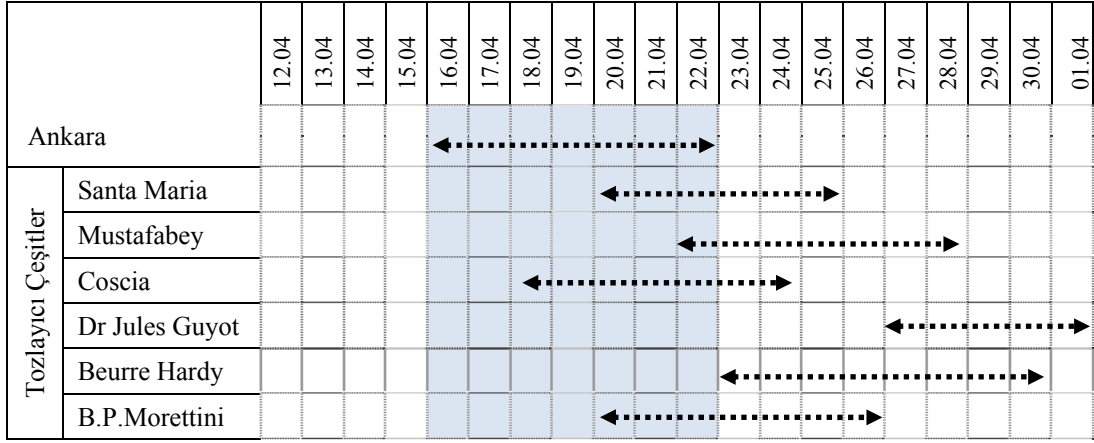 12.04 13.04 14.04 15.04 16.04 17.04 18.04 19.04 20.04 21.04 22.04 23.04 24.04 25.04 26.04 27.04 28.04 29.04 30.04 01.04
Ankara
Tozlayıcı Çeşitler
Santa Maria
Mustafabey
Coscia
Dr Jules Guyot
Beurre Hardy
B.P.Morettini